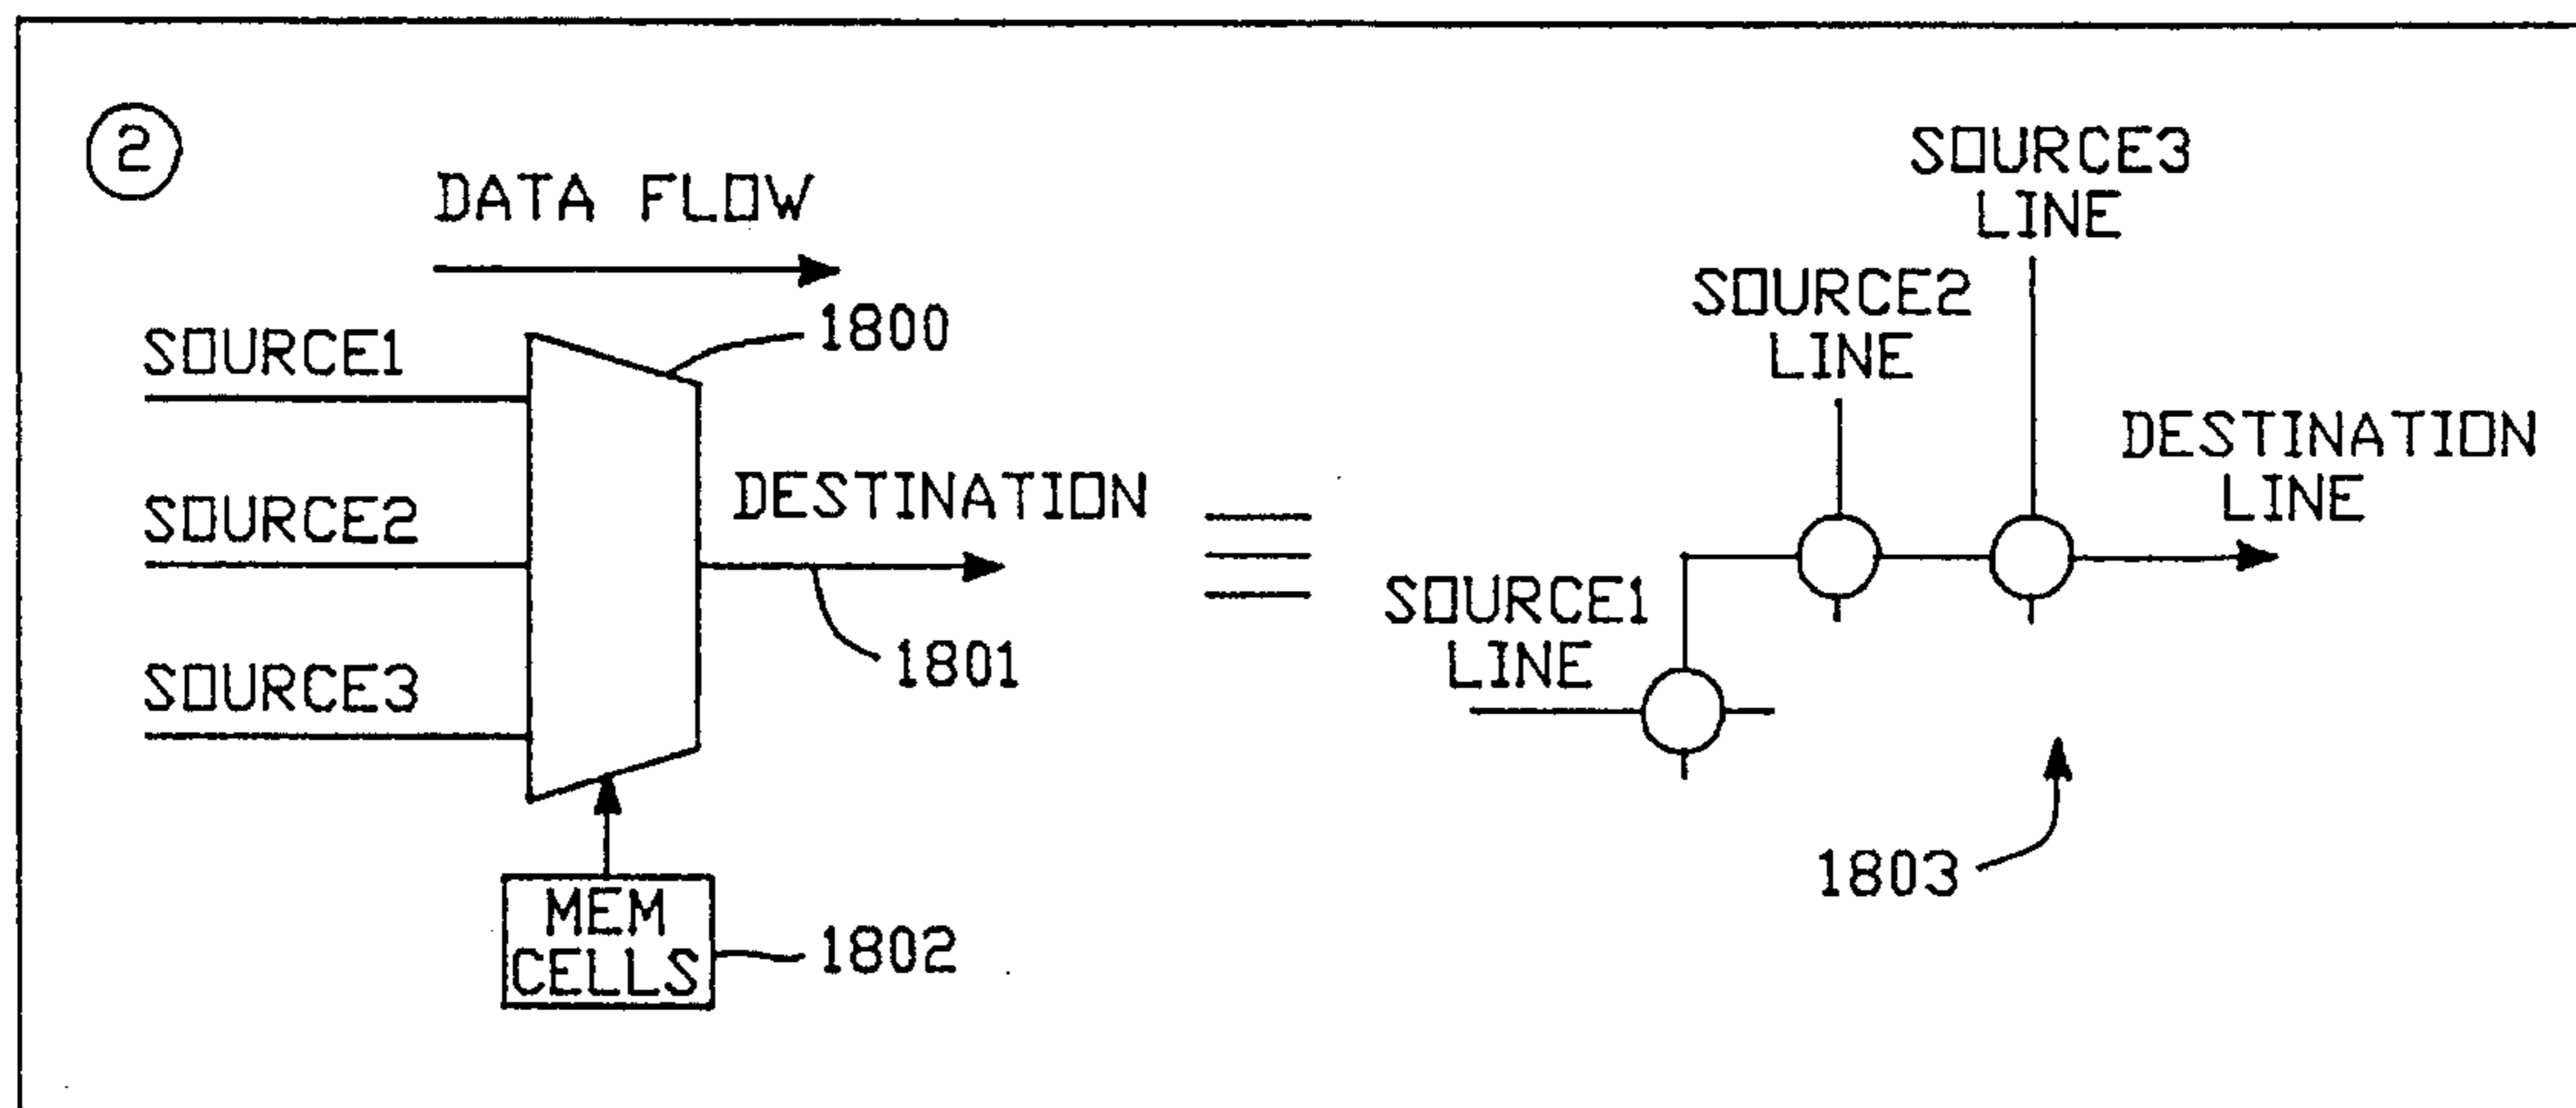 2
DATA FLOW
1800
SOURCE1
SOURCE2
SOURCE3
DESTINATION
1801
MEM
CELLS
1802
SOURCE3
LINE
SOURCE2
LINE
DESTINATION
LINE
SOURCE1
LINE
1803